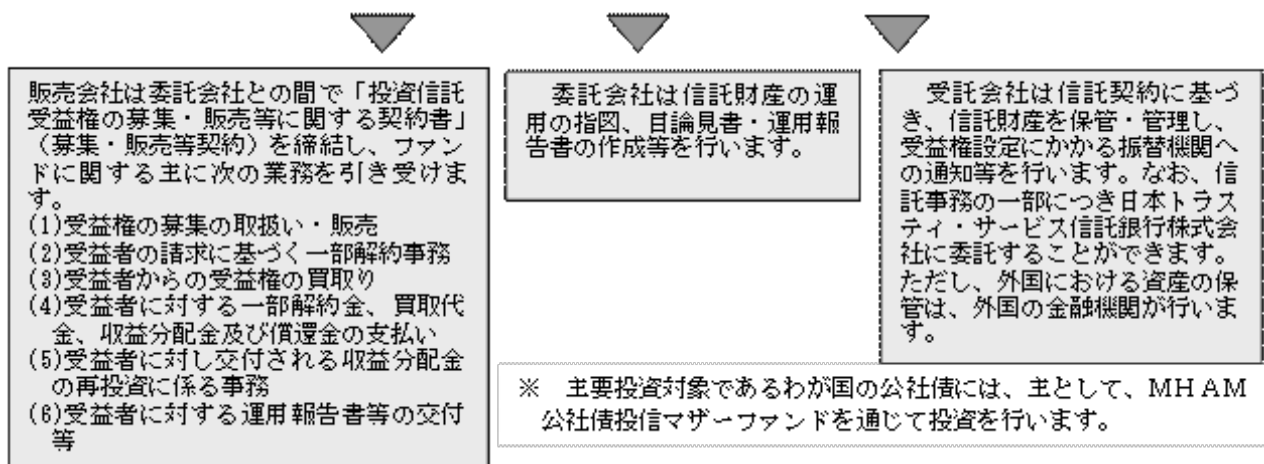 販売会社は委託会社との間で「投資信託
受益権の募集・販売等に関する契約書」
(募集・販売等契約)を締結し、ファン
ドに関する主に次の業務を引き受けま
す。
(1)受益権の募集の取扱い・販売
(2)受益者の請求に基づく一部解約事務
(3)受益者からの受益権の買取り
(4)受益者に対する一部解約金、買取代
金、収益分配金及び償還金の支払い
(5)受益者に対し交付される収益分配金
の再投資に係る事務
(6)受益者に対する運用報告書等の交付
等
委託会社は信託財産の運
用の指図、目論見書・運用報
告書の作成等を行います。
受託会社は信託契約に基づ
き、信託財産を保管・管理し、
受益権設定にかかる振替機関へ
の通知等を行います。なお、信
託事務の一部につき日本トラス
ティ・サービス信託銀行株式会
社に委託することができます。
ただし、外国における資産の保
管は、外国の金融機関が行いま
す。
※ 主要投資対象であるわが国の公社債には、主として、MHAM
公社債投信マザーファンドを通じて投資を行います。